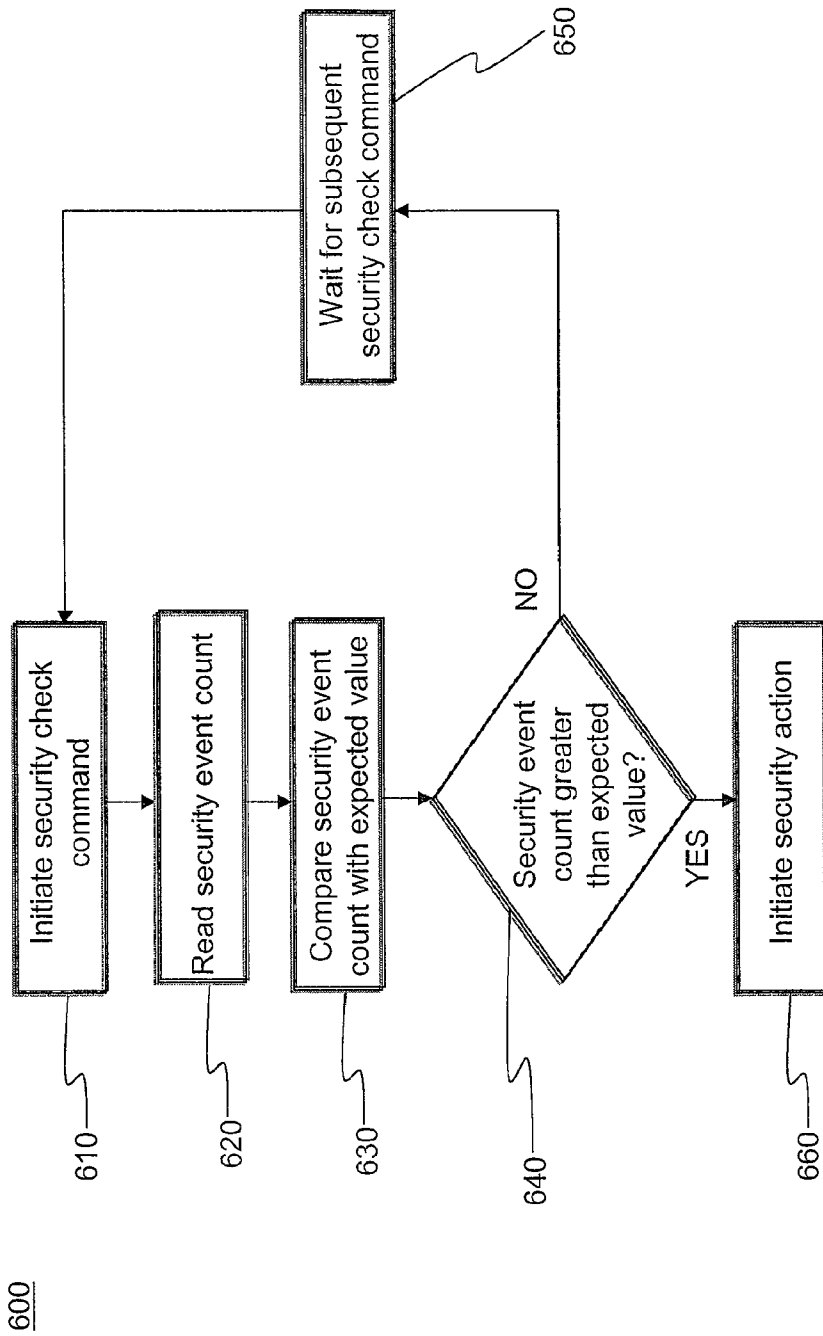 600
610
Initiate security check
command
620
Read security event count
630
Compare security event
count with expected value
640
Security event
count greater
than expected
value?
NO
YES
650
Wait for subsequent
security check command
660
Initiate security action